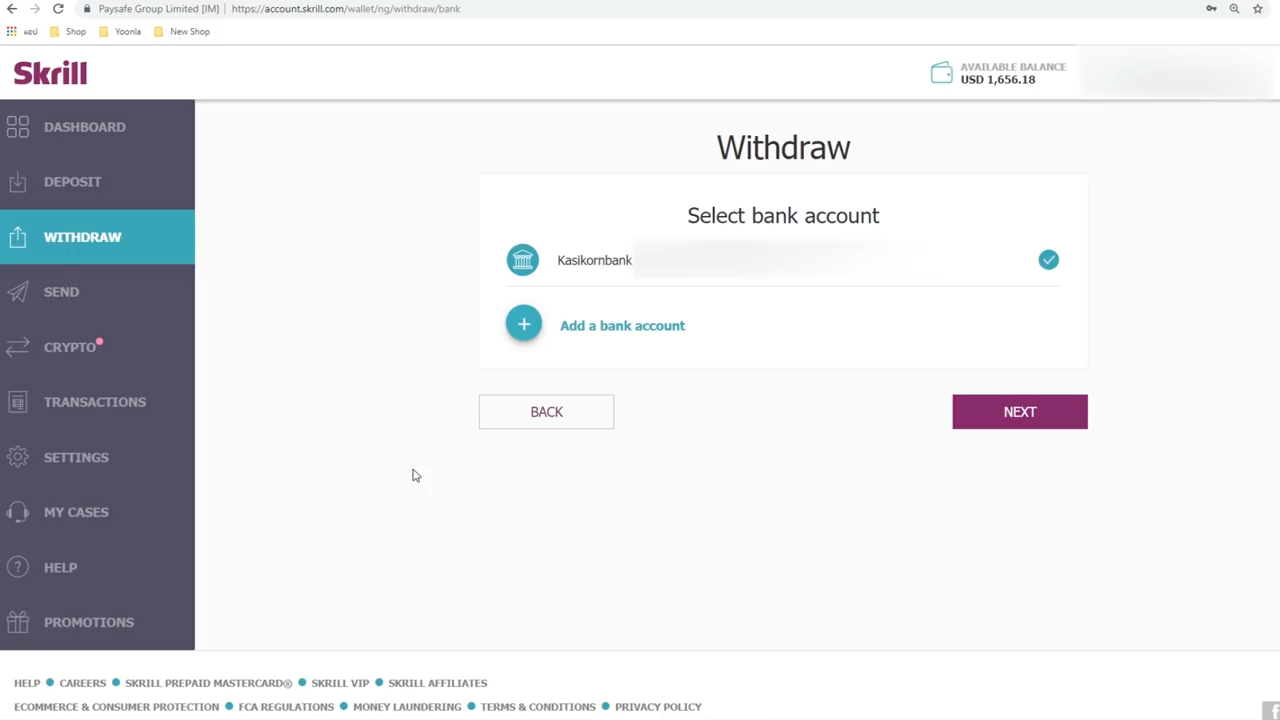 Paysafe Group Limited [IM] | https://account.skrill.com/wallet/ng/withdraw/bank
แอป Shop Yoonla New Shop
Skrill
AVAILABLE BALANCE
USD 1,656.18
DASHBOARD
DEPOSIT
WITHDRAW
SEND
CRYPTO
TRANSACTIONS
SETTINGS
MY CASES
HELP
PROMOTIONS
Withdraw
Select bank account
Kasikornbank
Add a bank account
BACK
NEXT
HELP CAREERS SKRILL PREPAID MASTERCARD® SKRILL VIP SKRILL AFFILIATES
ECOMMERCE & CONSUMER PROTECTION FCA REGULATIONS MONEY LAUNDERING TERMS & CONDITIONS PRIVACY POLICY